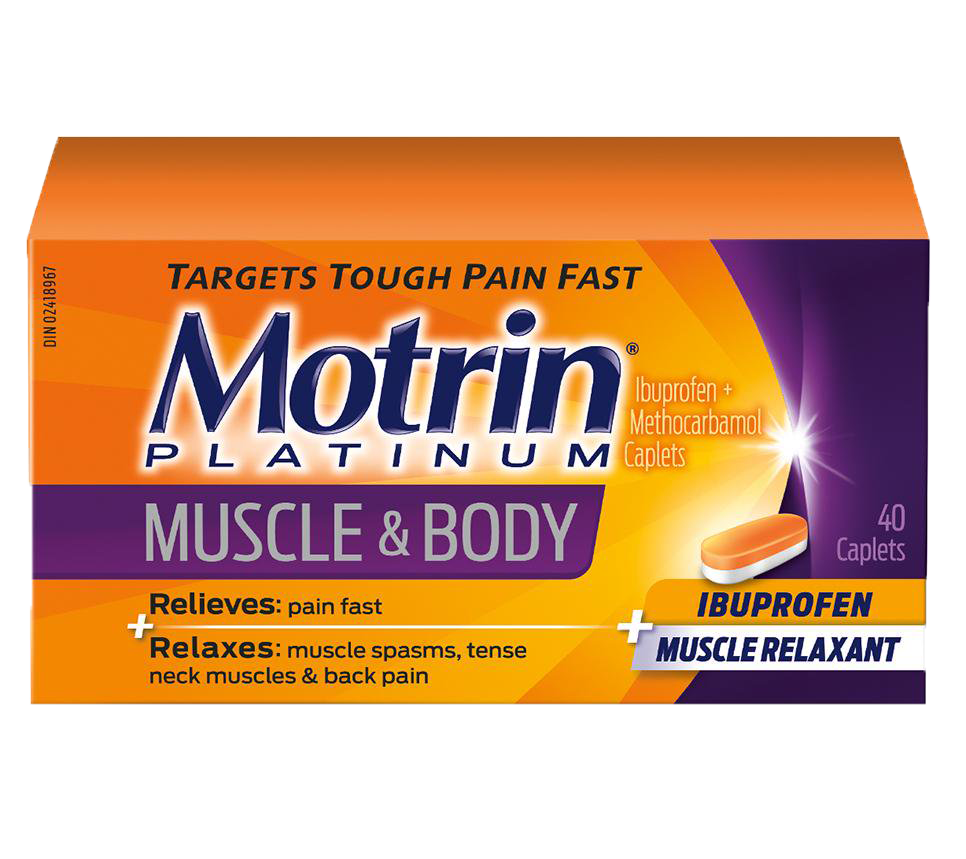 DIN 02418967
TARGETS TOUGH PAIN FAST
Motrin®
PLATINUM
Ibuprofen +
Methocarbamol
Caplets
MUSCLE & BODY
40
Caplets
Relieves: pain fast
+
Relaxes: muscle spasms, tense
neck muscles & back pain
IBUPROFEN
+
MUSCLE RELAXANT